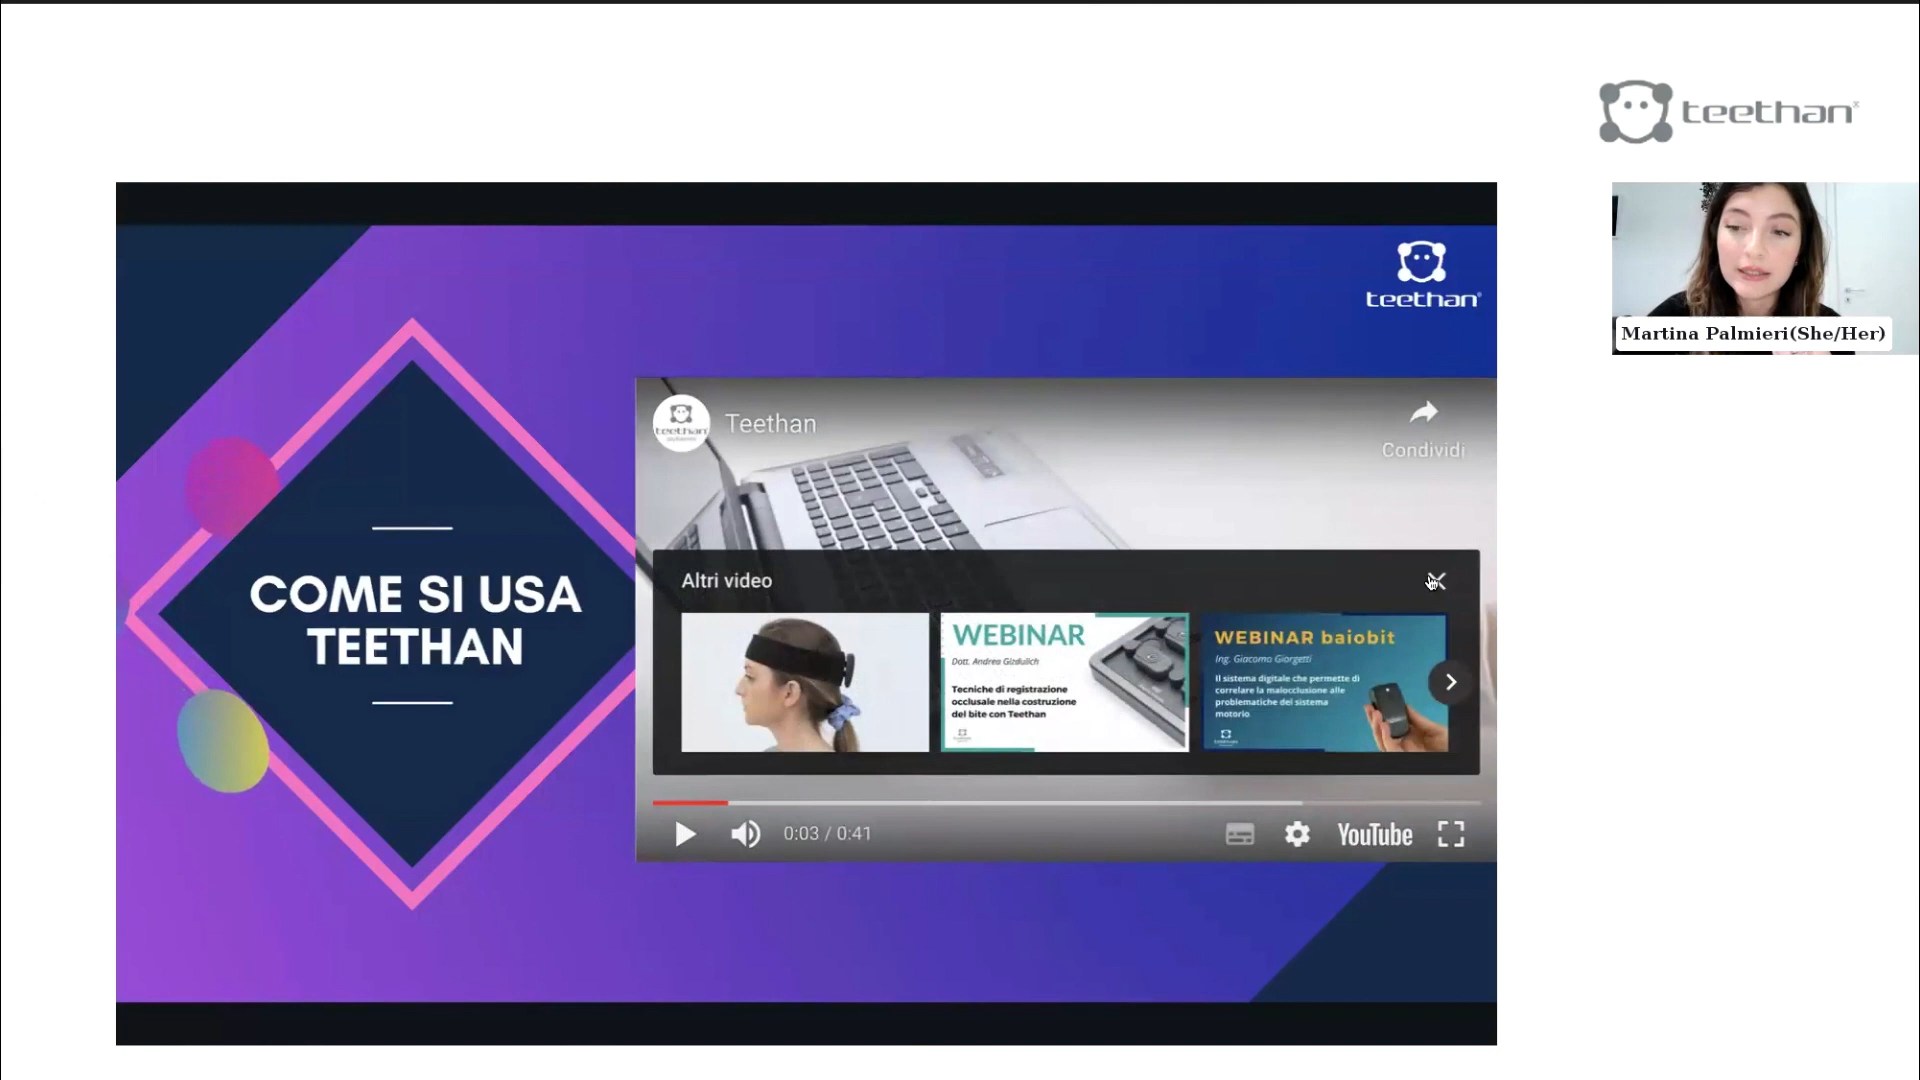 teethan
teethan
Martina Palmieri(She/Her)
Teethan
Condividi
COME SI USA
TEETHAN
Altri video
WEBINAR
Dott. Andrea Gizdulich
Tecniche di registrazione
occlusale nella costruzione
del bite con Teethan
WEBINAR baiobit
Ing. Giacomo Giorgetti
Il sistema digitale che permette di
correlare la malocclusione alle
problematiche del sistema
motorio
0:03 / 0:41
YouTube